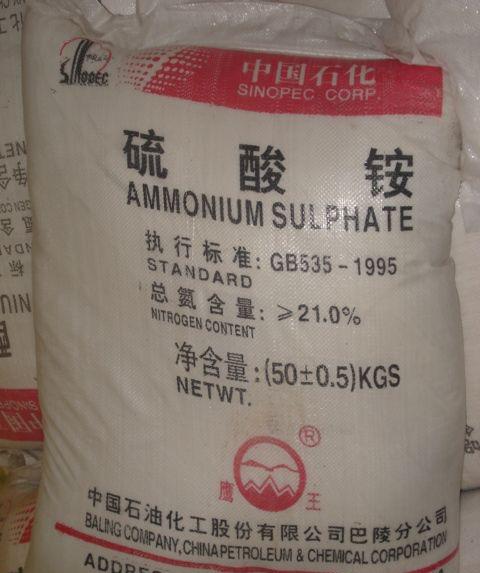 SINOPEC
中国石化
SINOPEC CORP.
硫酸铵
AMMONIUM SULPHATE
执行标准: GB535-1995
STANDARD
总氮含量: ≥21.0%
NITROGEN CONTENT
净含量: (50±0.5)KGS
NETWT.
®
鹰王
中国石油化工股份有限公司巴陵分公司
BALING COMPANY, CHINA PETROLEUM & CHEMICAL CORPORATION